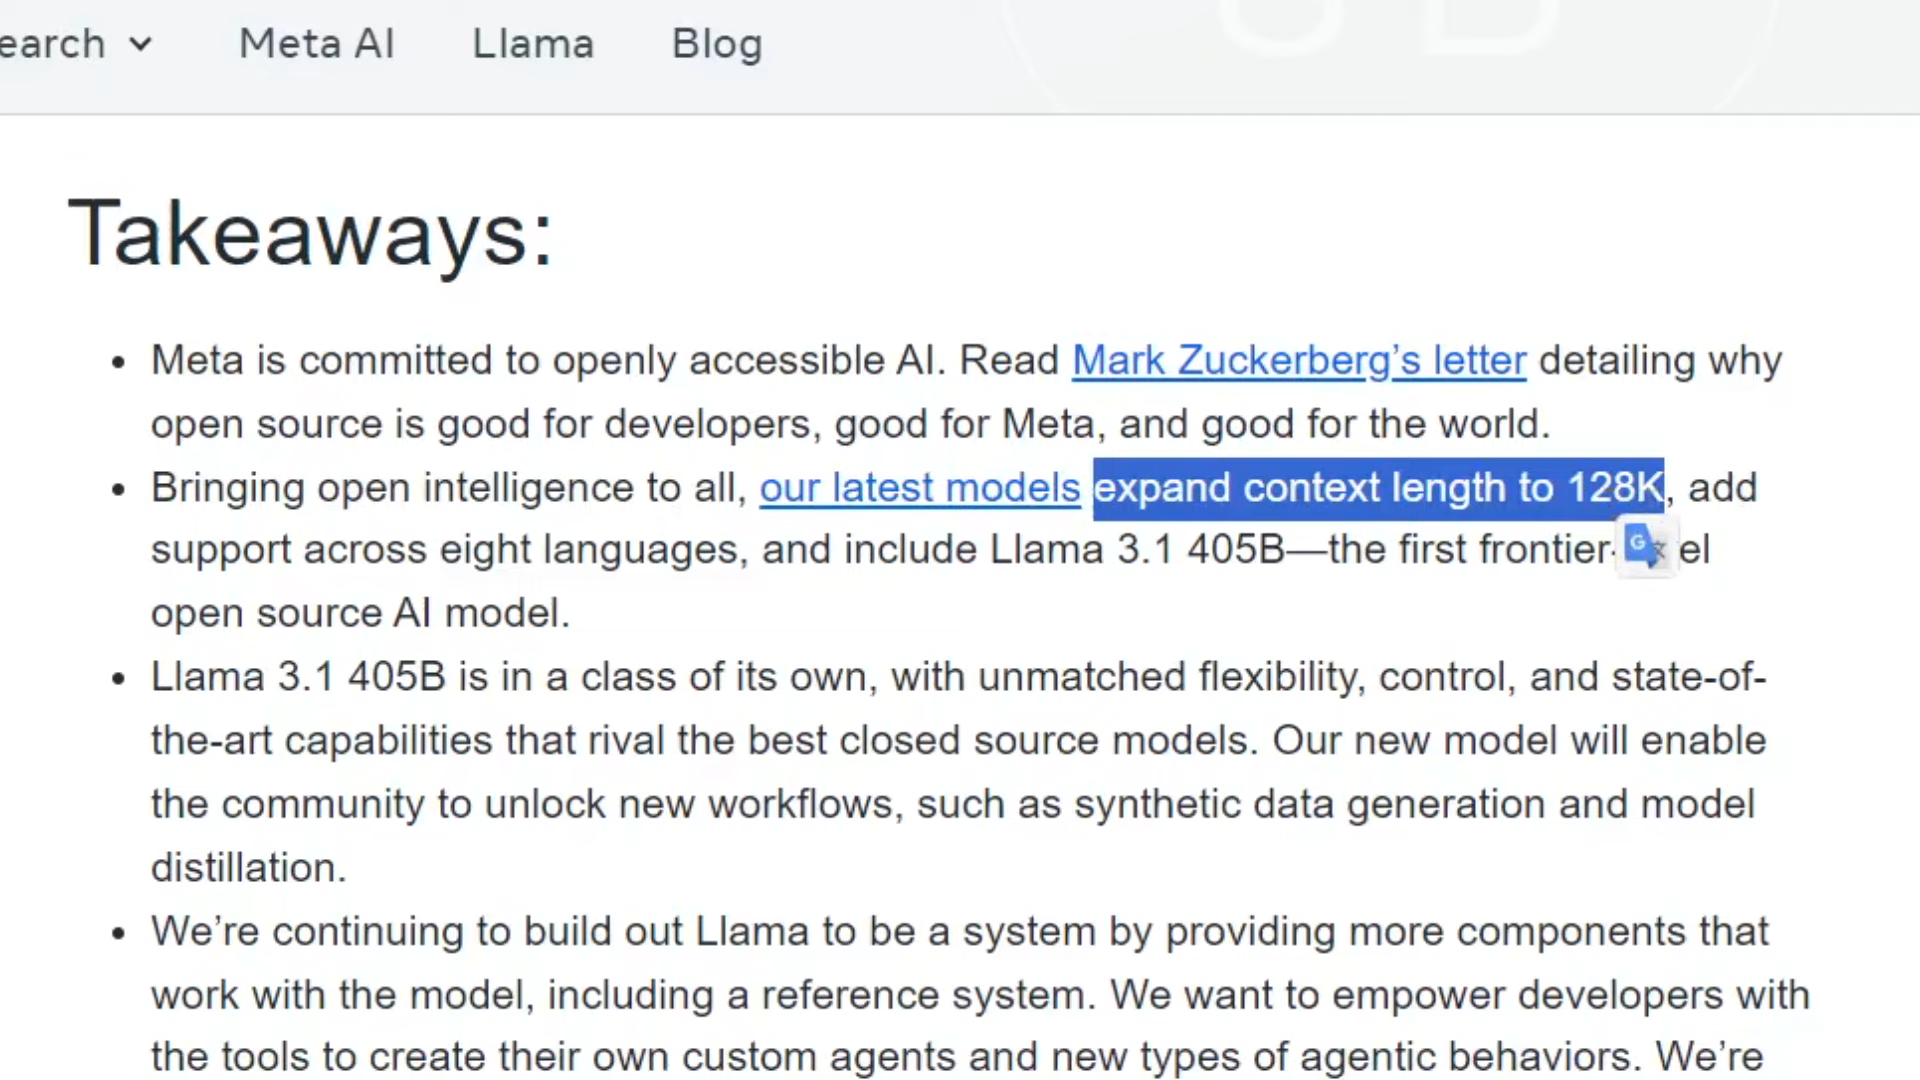 earch Meta AI Llama Blog
Takeaways:
• Meta is committed to openly accessible AI. Read Mark Zuckerberg’s letter detailing why
open source is good for developers, good for Meta, and good for the world.
• Bringing open intelligence to all, our latest models expand context length to 128K, add
support across eight languages, and include Llama 3.1 405B—the first frontier- el
open source AI model.
• Llama 3.1 405B is in a class of its own, with unmatched flexibility, control, and state-of-
the-art capabilities that rival the best closed source models. Our new model will enable
the community to unlock new workflows, such as synthetic data generation and model
distillation.
• We’re continuing to build out Llama to be a system by providing more components that
work with the model, including a reference system. We want to empower developers with
the tools to create their own custom agents and new types of agentic behaviors. We’re